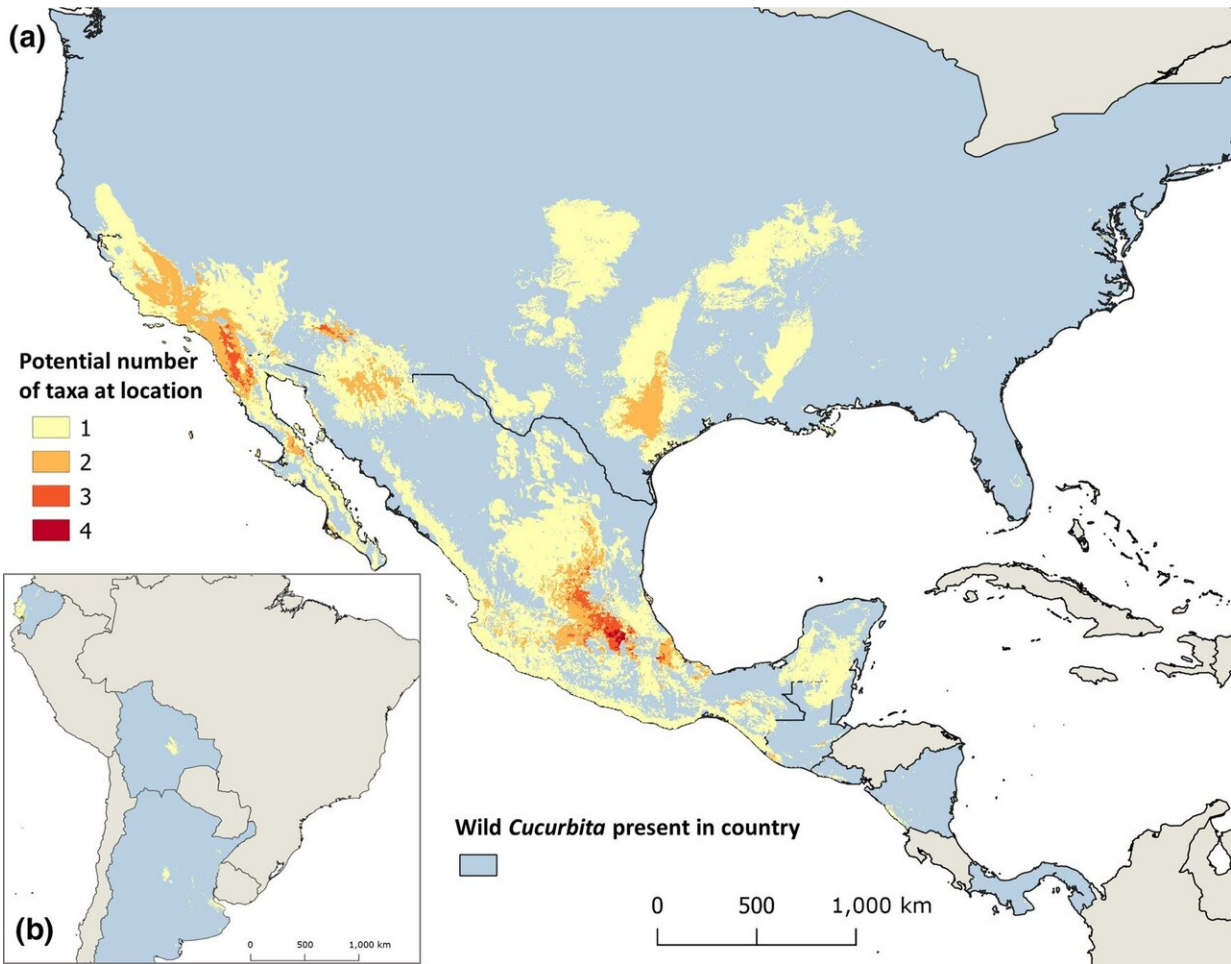 (a)
Potential number
of taxa at location
1
2
3
4
Wild Cucurbita present in country
0 500 1,000 km
(b)
0 500 1,000 km